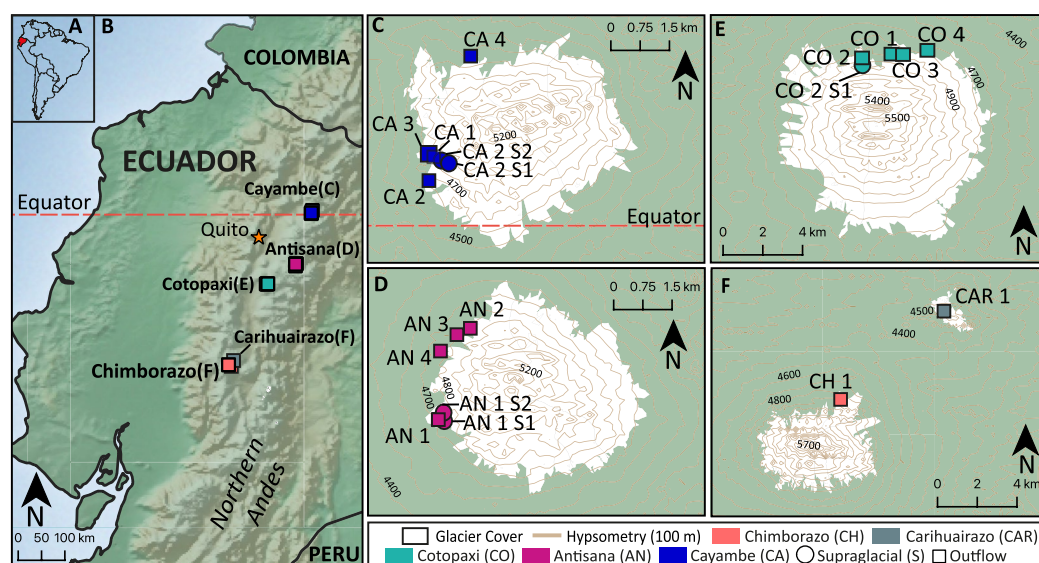 A
B
COLOMBIA
ECUADOR
Cayambe(C)
Equator
Quito
Antisana(D)
Cotopaxi(E)
Carihuairazo(F)
Chimborazo(F)
Northern
Andes
N
0 50 100 km
PERU
C
0 0.75 1.5 km
CA 4
N
5200
CA 3
CA 1
CA 2 S2
CA 2 S1
4700
CA 2
Equator
4500
D
0 0.75 1.5 km
AN 2
AN 3
AN 4
N
5200
4800
4700
AN 1 S2
AN 1 S1
AN 1
4400
E
CO 1
CO 4
4400
CO 2
CO 3
4700
CO 2 S1
4900
5400
5500
0 2 4 km
N
F
CAR 1
4500
4400
4600
CH 1
4800
5700
N
0 2 4 km
Glacier Cover
Hypsometry (100 m)
Chimborazo (CH)
Carihuairazo (CAR)
Cotopaxi (CO)
Antisana (AN)
Cayambe (CA)
Supraglacial (S)
Outflow